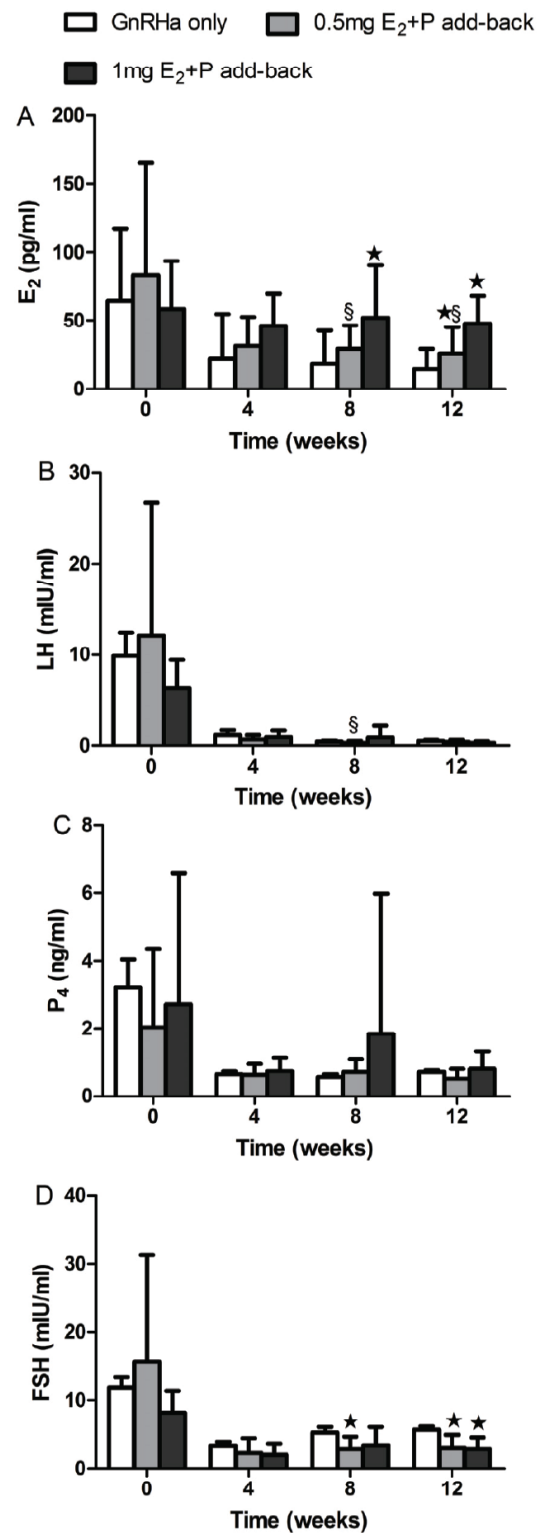 GnRHa only 0.5mg E₂+P add-back
1mg E₂+P add-back
A
200
150
100
50
0
E₂ (pg/ml)
§ ★ ★§ ★
0 4 8 12
Time (weeks)
B
30
20
10
0
LH (mIU/ml)
§
0 4 8 12
Time (weeks)
C
8
6
4
2
0
P₄ (ng/ml)
0 4 8 12
Time (weeks)
D
40
30
20
10
0
FSH (mIU/ml)
★ ★ ★
0 4 8 12
Time (weeks)